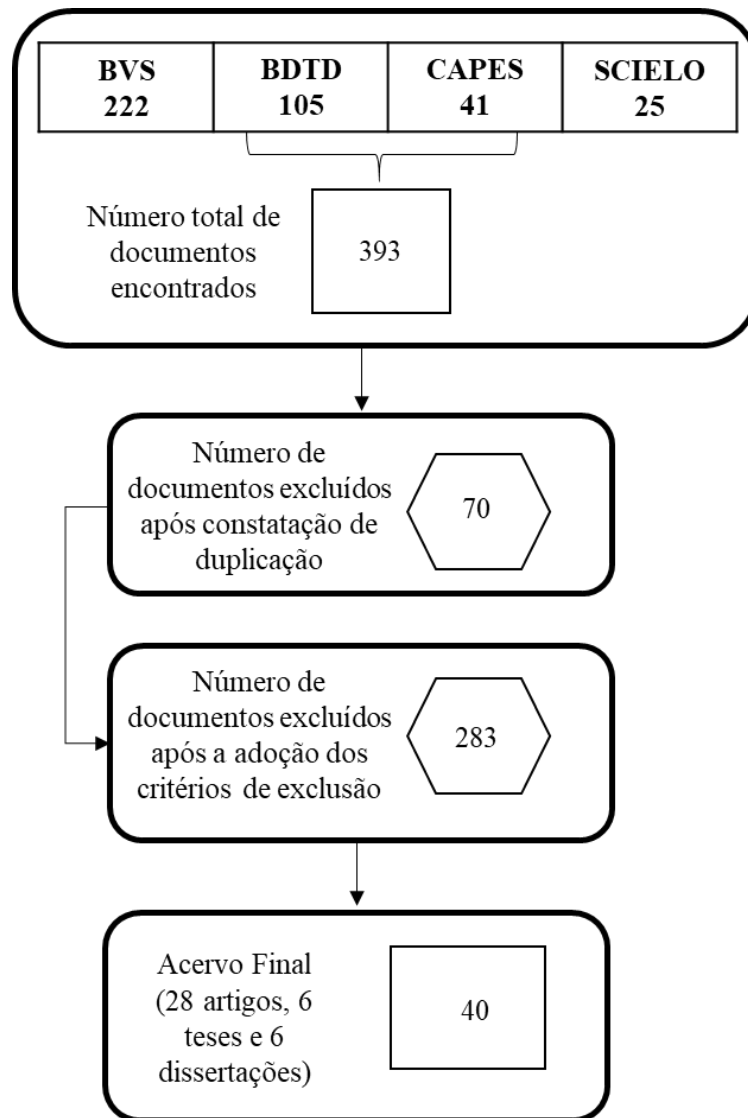 BVS BDTD CAPES SCIELO
222 105 41 25
Número total de
documentos
encontrados
393
Número de
documentos excluídos
após constatação de
duplicação
70
Número de
documentos excluídos
após a adoção dos
critérios de exclusão
283
Acervo Final
(28 artigos, 6
teses e 6
dissertações)
40